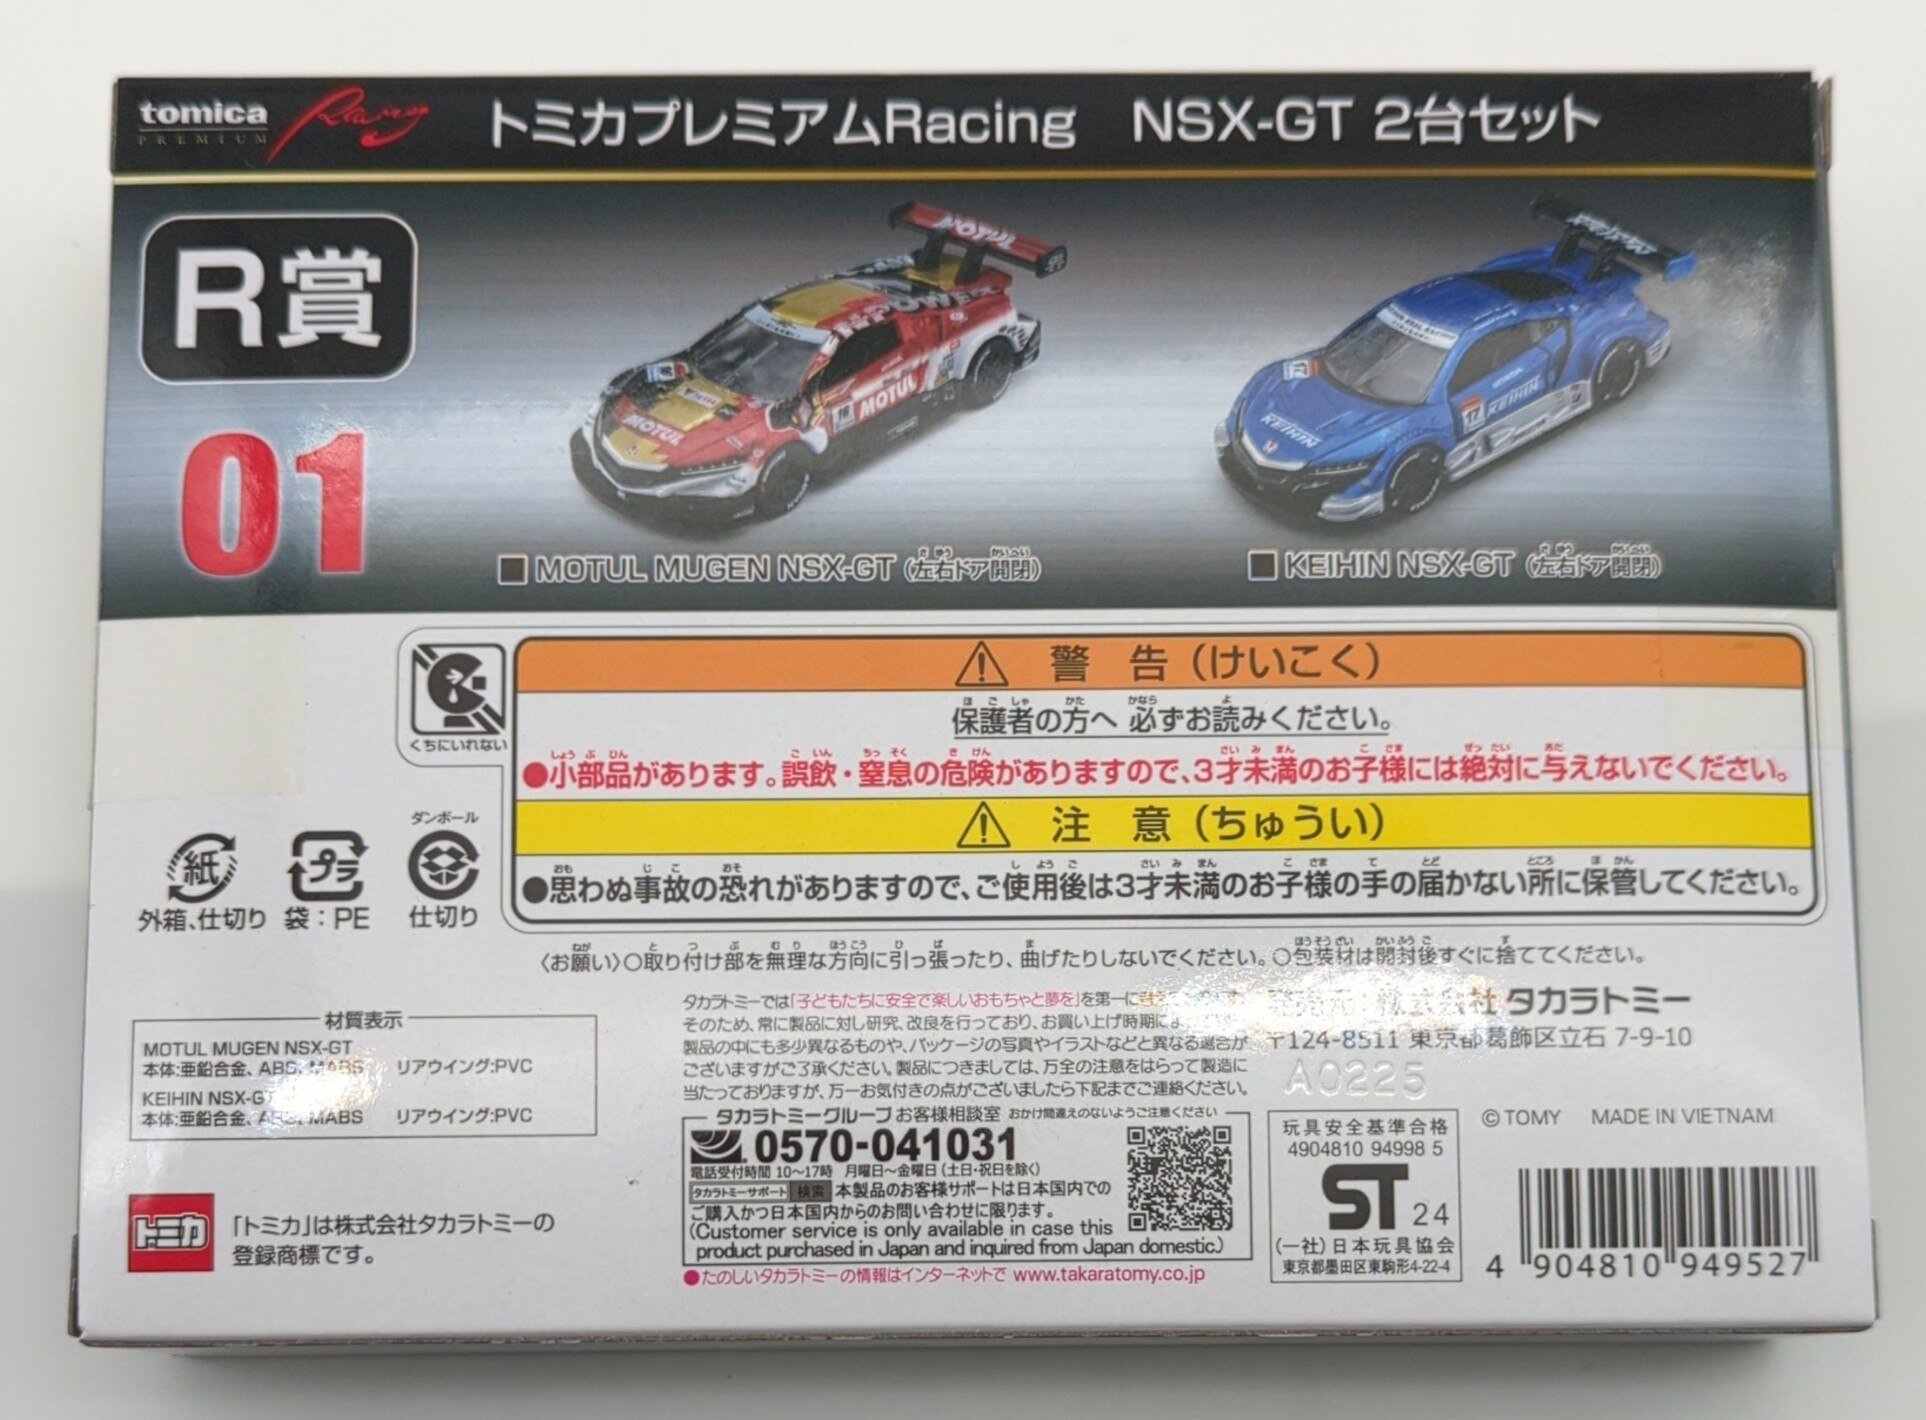 tomica
PREMIUM
Racing
トミカプレミアムRacing　NSX-GT 2台セット
R賞
01
MOTUL
MOTUL
MOTUL
KEIHIN
KEIHIN
17
■MOTUL MUGEN NSX-GT (左右ドア開閉)
■KEIHIN NSX-GT (左右ドア開閉)
くちにいれない
⚠ 警 告（けいこく）
保護者の方へ 必ずお読みください。
●小部品があります。誤飲・窒息の危険がありますので、3才未満のお子様には絶対に与えないでください。
⚠ 注 意（ちゅうい）
●思わぬ事故の恐れがありますので、ご使用後は3才未満のお子様の手の届かない所に保管してください。
紙
外箱、仕切り
プラ
袋：PE
ダンボール
仕切り
〈お願い〉○取り付け部を無理な方向に引っ張ったり、曲げたりしないでください。○包装材は開封後すぐに捨ててください。
材質表示
MOTUL MUGEN NSX-GT
本体:亜鉛合金、ABS、MABS　リアウイング:PVC
KEIHIN NSX-GT
本体:亜鉛合金、ABS、MABS　リアウイング:PVC
トミカ
「トミカ」は株式会社タカラトミーの
登録商標です。
タカラトミーでは「子どもたちに安全で楽しいおもちゃと夢を」を第一に
そのため、常に製品に対し研究、改良を行っており、お買い上げ時期に
製品の中にも多少異なるものや、パッケージの写真やイラストなどと異なる場合が
ございますがご了承ください。製品につきましては、万全の注意をはらって製造に
当たっておりますが、万一お気付きの点がございましたら下記までご連絡ください。
タカラトミーグループお客様相談室 おかけ間違えのないようご注意ください
0570-041031
電話受付時間 10〜17時 月曜日〜金曜日（土日・祝日を除く）
タカラトミーサポート 検索 本製品のお客様サポートは日本国内での
ご購入かつ日本国内からのお問い合わせに限ります。
(Customer service is only available in case this
product purchased in Japan and inquired from Japan domestic.)
●たのしいタカラトミーの情報はインターネットで www.takaratomy.co.jp
株式会社 タカラトミー
〒124-8511 東京都葛飾区立石 7-9-10
A0225
玩具安全基準合格
4904810 94998 5
ST 24
(一社)日本玩具協会
東京都墨田区東駒形4-22-4
©TOMY　MADE IN VIETNAM
4 904810 949527